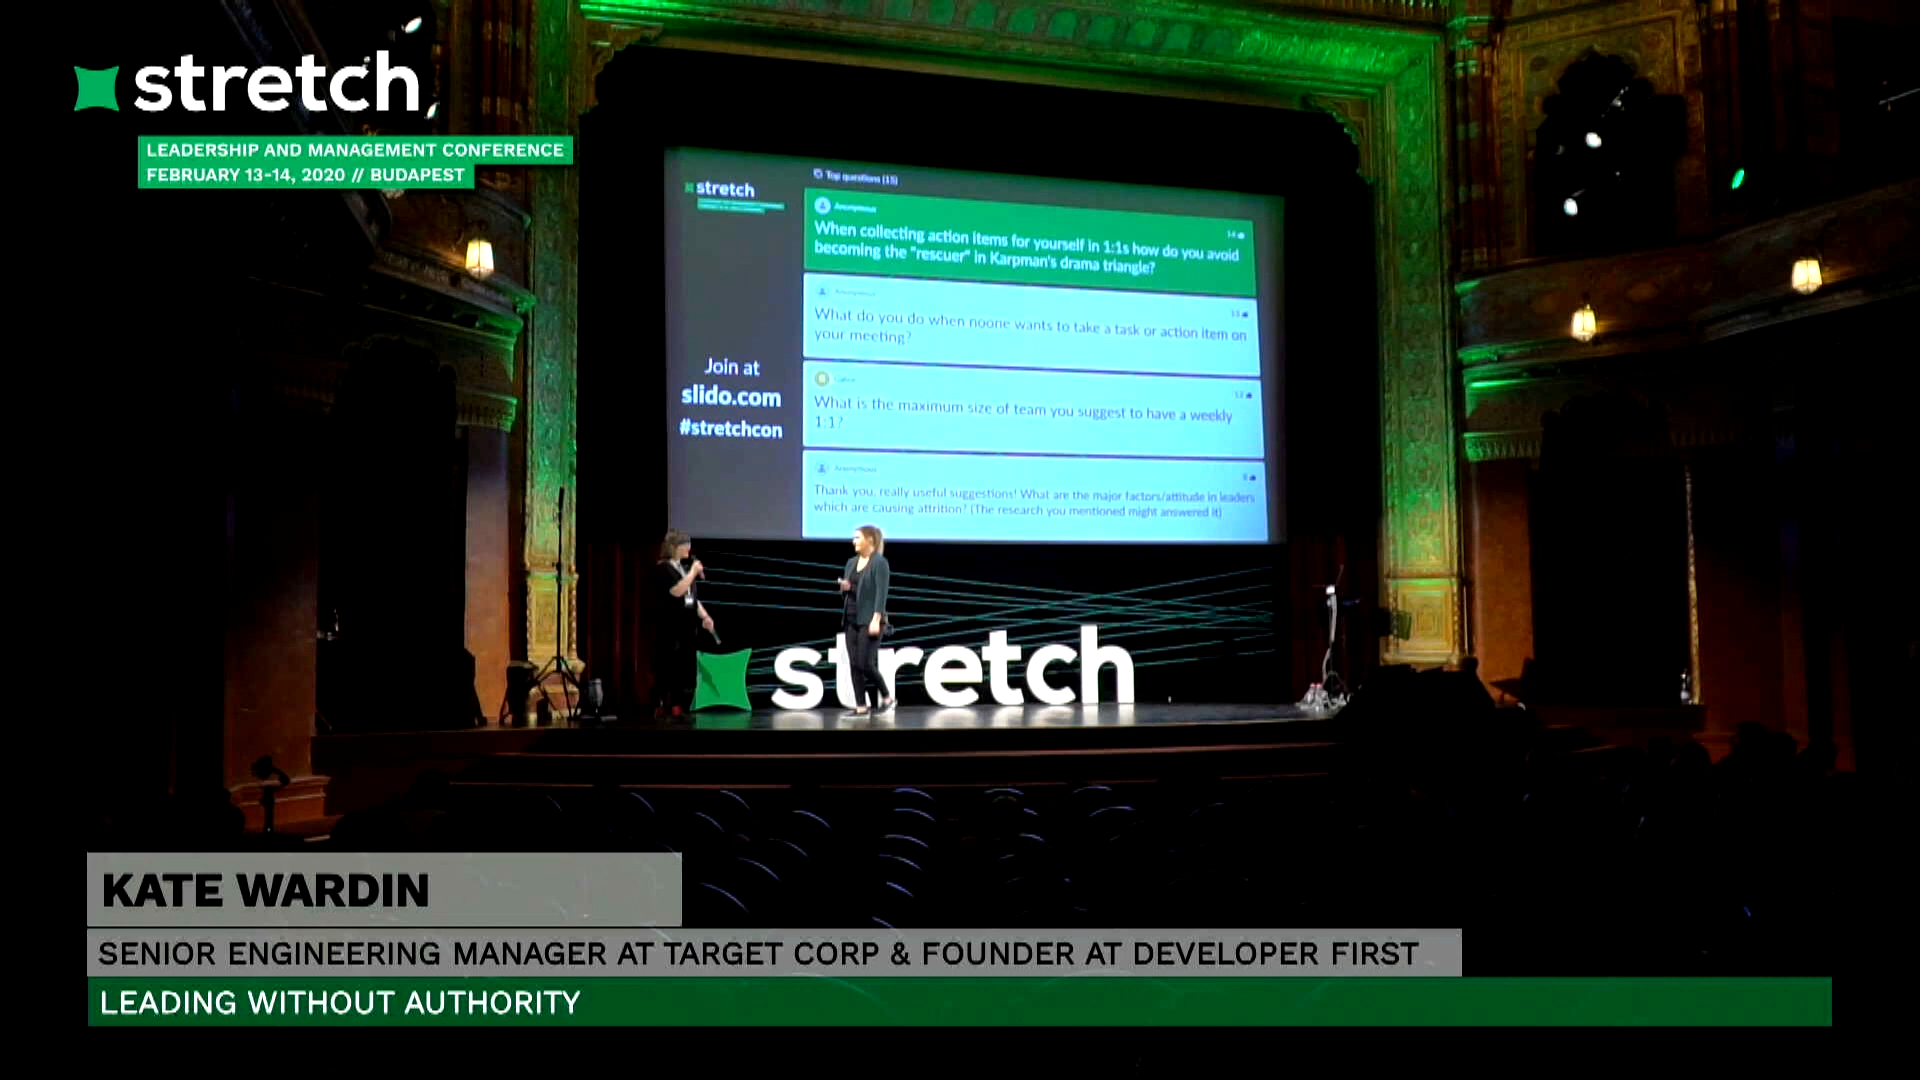 stretch
LEADERSHIP AND MANAGEMENT CONFERENCE
FEBRUARY 13-14, 2020 // BUDAPEST
stretch
Top questions (15)
Anonymous
14
When collecting action items for yourself in 1:1s how do you avoid
becoming the "rescuer" in Karpman's drama triangle?
Anonymous
What do you do when noone wants to take a task or action item on
your meeting?
12
What is the maximum size of team you suggest to have a weekly
1:1?
Anonymous
Thank you, really useful suggestions! What are the major factors/attitude in leaders
which are causing attrition? (The research you mentioned might answered it)
Join at
slido.com
#stretchcon
stretch
KATE WARDIN
SENIOR ENGINEERING MANAGER AT TARGET CORP & FOUNDER AT DEVELOPER FIRST
LEADING WITHOUT AUTHORITY